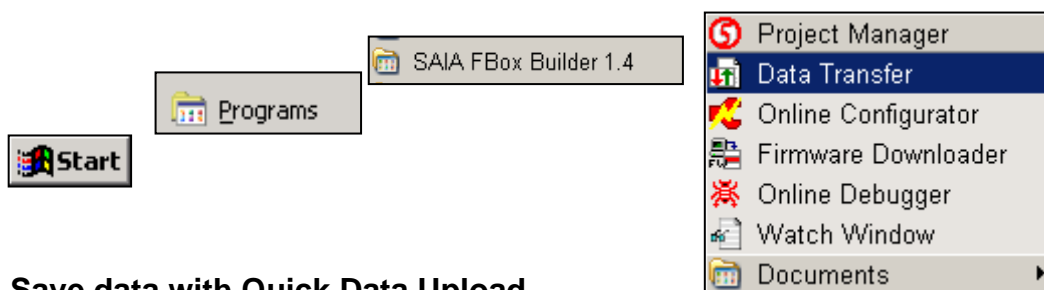 Start
Programs
SAIA FBox Builder 1.4
Project Manager
Data Transfer
Online Configurator
Firmware Downloader
Online Debugger
Watch Window
Documents
Save data with Quick Data Upload